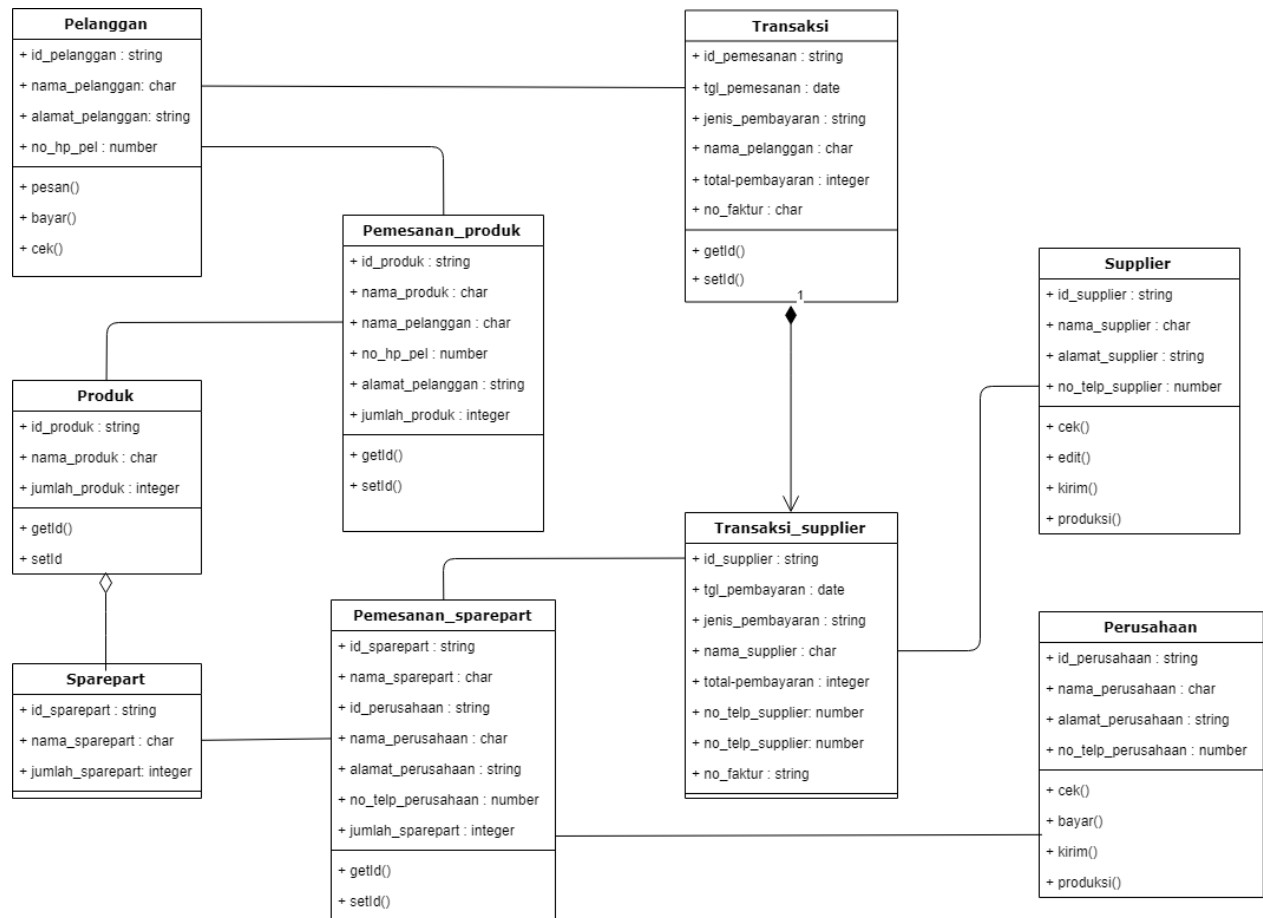 Pelanggan
+ id_pelanggan : string
+ nama_pelanggan: char
+ alamat_pelanggan: string
+ no_hp_pel : number
+ pesan()
+ bayar()
+ cek()
Transaksi
+ id_pemesanan : string
+ tgl_pemesanan : date
+ jenis_pembayaran : string
+ nama_pelanggan : char
+ total-pembayaran : integer
+ no_faktur : char
+ getId()
+ setId()
1
Pemesanan_produk
+ id_produk : string
+ nama_produk : char
+ nama_pelanggan : char
+ no_hp_pel : number
+ alamat_pelanggan : string
+ jumlah_produk : integer
+ getId()
+ setId()
Supplier
+ id_supplier : string
+ nama_supplier : char
+ alamat_supplier : string
+ no_telp_supplier : number
+ cek()
+ edit()
+ kirim()
+ produksi()
Produk
+ id_produk : string
+ nama_produk : char
+ jumlah_produk : integer
+ getId()
+ setId
Transaksi_supplier
+ id_supplier : string
+ tgl_pembayaran : date
+ jenis_pembayaran : string
+ nama_supplier : char
+ total-pembayaran : integer
+ no_telp_supplier: number
+ no_telp_supplier: number
+ no_faktur : string
Pemesanan_sparepart
+ id_sparepart : string
+ nama_sparepart : char
+ id_perusahaan : string
+ nama_perusahaan : char
+ alamat_perusahaan : string
+ no_telp_perusahaan : number
+ jumlah_sparepart : integer
+ getId()
+ setId()
Perusahaan
+ id_perusahaan : string
+ nama_perusahaan : char
+ alamat_perusahaan : string
+ no_telp_perusahaan : number
+ cek()
+ bayar()
+ kirim()
+ produksi()
Sparepart
+ id_sparepart : string
+ nama_sparepart : char
+ jumlah_sparepart: integer